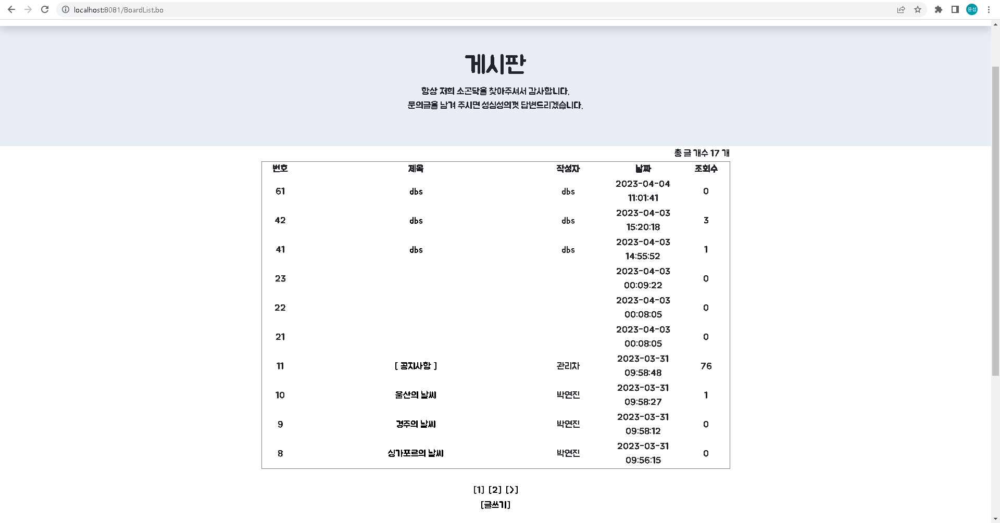 localhost:8081/BoardList.bo
윤섭
게시판
항상 저희 소곤닥을 찾아주셔서 감사합니다.
문의글을 남겨 주시면 성심성의껏 답변드리겠습니다.
총 글 개수 17 개
번호 제목 작성자 날짜 조회수
61 dbs dbs 2023-04-04 11:01:41 0
42 dbs dbs 2023-04-03 15:20:18 3
41 dbs dbs 2023-04-03 14:55:52 1
23 2023-04-03 00:09:22 0
22 2023-04-03 00:08:05 0
21 2023-04-03 00:08:05 0
11 [ 공지사항 ] 관리자 2023-03-31 09:58:48 76
10 울산의 날씨 박연진 2023-03-31 09:58:27 1
9 경주의 날씨 박연진 2023-03-31 09:58:12 0
8 싱가포르의 날씨 박연진 2023-03-31 09:56:15 0
[1] [2] [>]
[글쓰기]